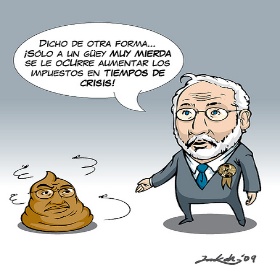 DICHO DE OTRA FORMA...
¡SÓLO A UN GÜEY MUY MIERDA
SE LE OCURRE AUMENTAR LOS
IMPUESTOS EN TIEMPOS DE
CRISIS!
'09